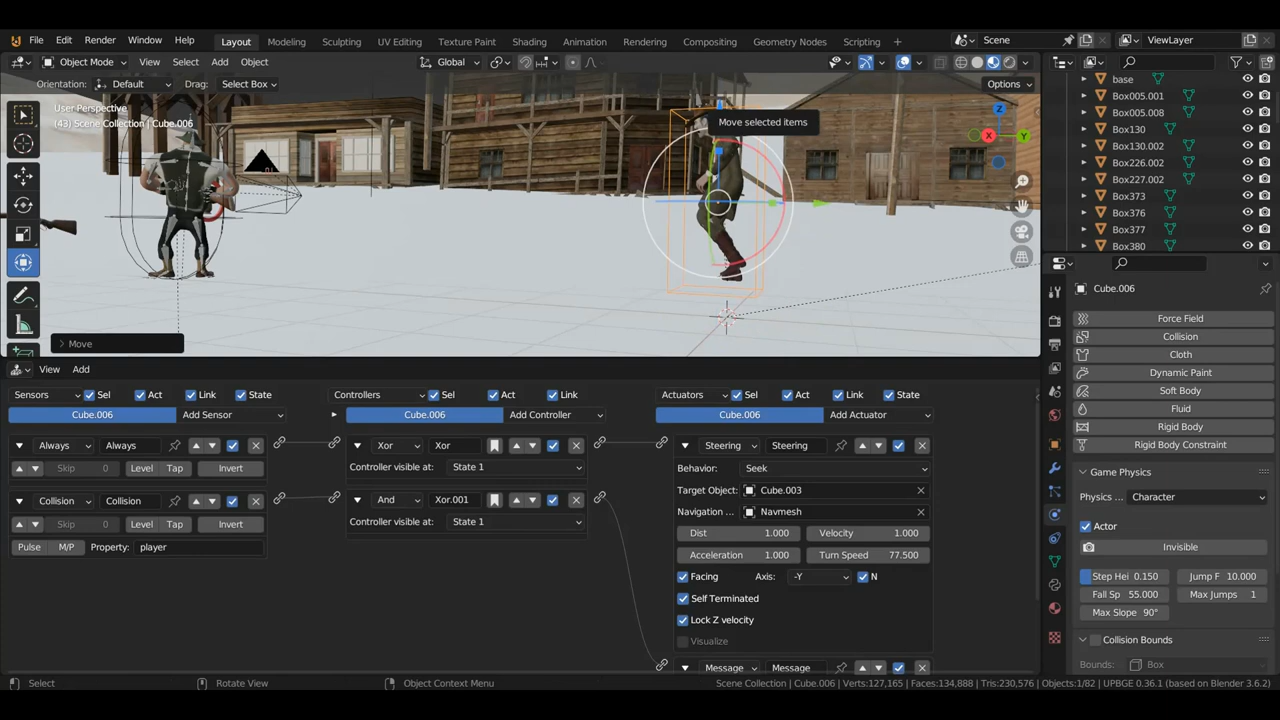 File Edit Render Window Help Layout Modeling Sculpting UV Editing Texture Paint Shading Animation Rendering Compositing Geometry Nodes Scripting + Scene ViewLayer
Object Mode View Select Add Object Global
Orientation: Default Drag: Select Box Options
User Perspective
(43) Scene Collection | Cube.006
Move selected items
Z
X Y
Move
base
Box005.001
Box005.008
Box130
Box130.002
Box226.002
Box227.002
Box373
Box376
Box377
Box380
Cube.006
Force Field
Collision
Cloth
Dynamic Paint
Soft Body
Fluid
Rigid Body
Rigid Body Constraint
Game Physics
Physics ... Character
Actor
Invisible
Step Hei 0.150 Jump F 10.000
Fall Sp 55.000 Max Jumps 1
Max Slope 90°
Collision Bounds
Bounds: Box
View Add
Sensors Sel Act Link State Controllers Sel Act Link Actuators Sel Act Link State
Cube.006 Add Sensor Cube.006 Add Controller Cube.006 Add Actuator
Always Always Xor Xor Steering Steering
Skip 0 Level Tap Invert Controller visible at: State 1 Behavior: Seek
Collision Collision And Xor.001 Target Object: Cube.003
Skip 0 Level Tap Invert Controller visible at: State 1 Navigation ... Navmesh
Pulse M/P Property: player Dist 1.000 Velocity 1.000
Acceleration 1.000 Turn Speed 77.500
Facing Axis: -Y N
Self Terminated
Lock Z velocity
Visualize
Message Message
Select Rotate View Object Context Menu Scene Collection | Cube.006 | Verts:127,165 | Faces:134,888 | Tris:230,576 | Objects:1/82 | UPBGE 0.36.1 (based on Blender 3.6.2)